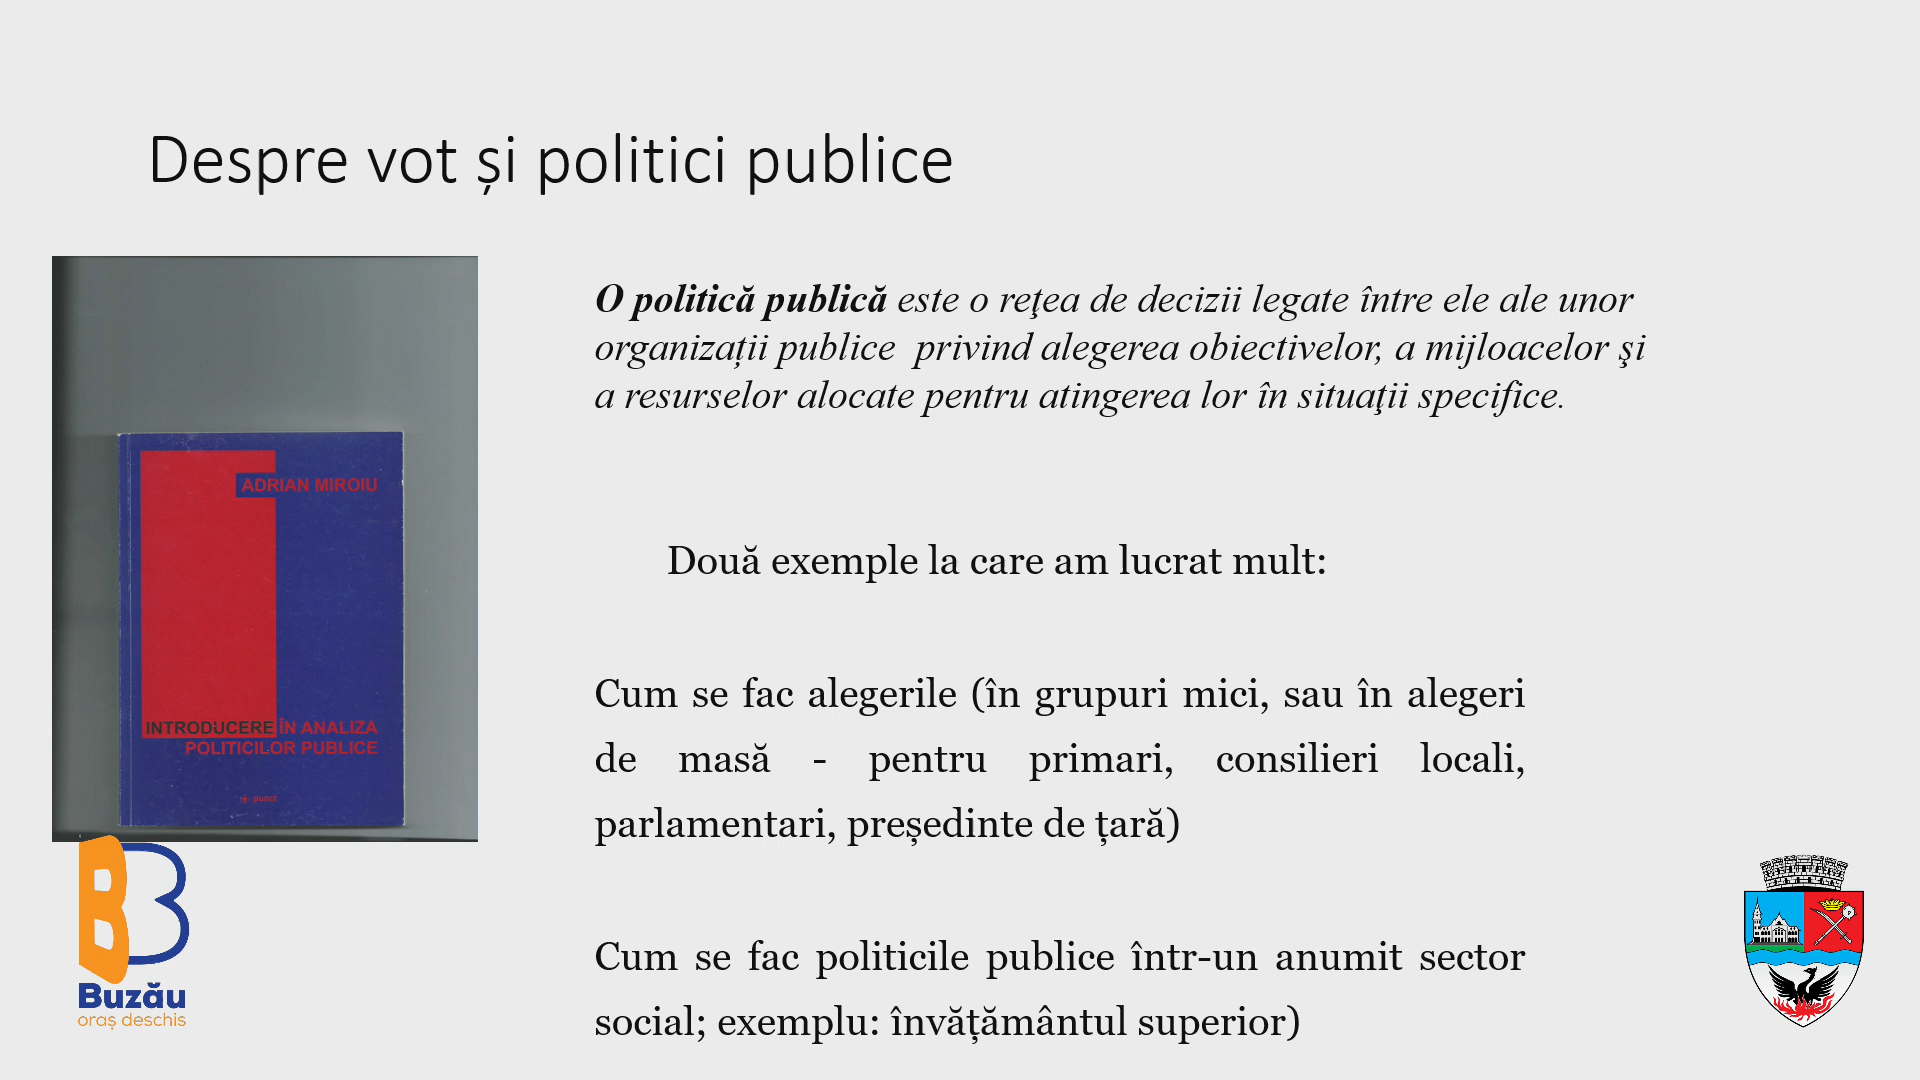 Despre vot și politici publice
O politică publică este o reţea de decizii legate între ele ale unor
organizații publice  privind alegerea obiectivelor, a mijloacelor şi
a resurselor alocate pentru atingerea lor în situaţii specifice.
ADRIAN MIROIU
INTRODUCERE ÎN ANALIZA
POLITICILOR PUBLICE
punct
Două exemple la care am lucrat mult:
Cum se fac alegerile (în grupuri mici, sau în alegeri
de masă - pentru primari, consilieri locali,
parlamentari, președinte de țară)
Cum se fac politicile publice într-un anumit sector
social; exemplu: învățământul superior)
Buzău
oraș deschis